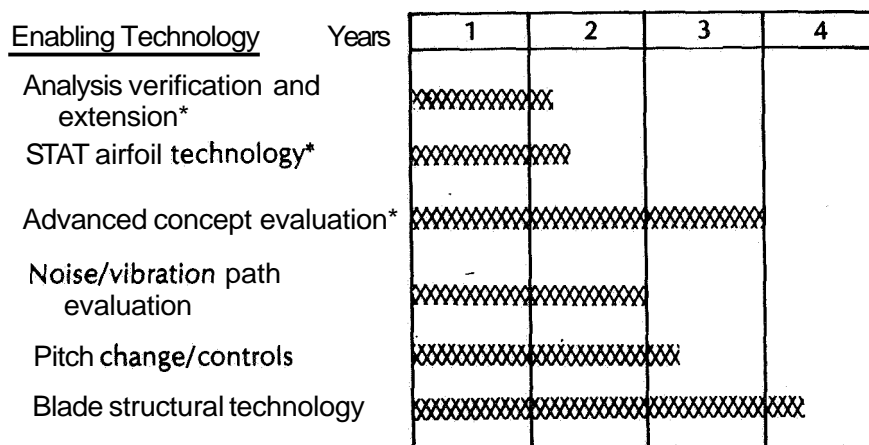 Enabling Technology Years 1 2 3 4
Analysis verification and
extension*
STAT airfoil technology*
Advanced concept evaluation*
Noise/vibration path
evaluation
Pitch change/controls
Blade structural technology